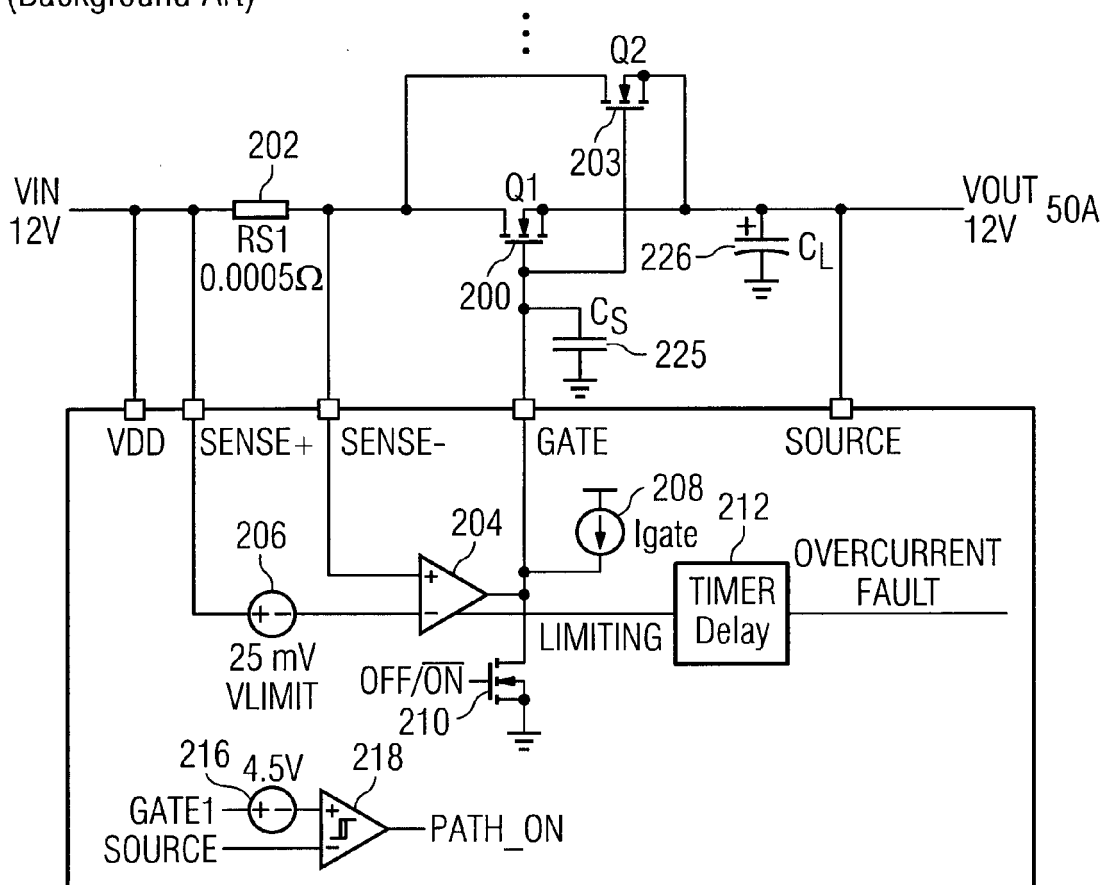 (Background Art)
Q2
203
202
VIN
12V
RS1
0.0005Ω
Q1
200
VOUT
12V
50A
226
+
CL
CS
225
VDD
SENSE+
SENSE-
GATE
SOURCE
206
+ -
25 mV
VLIMIT
204
+
-
208
Igate
212
TIMER
Delay
LIMITING
OVERCURRENT
FAULT
OFF/ON
210
216
4.5V
218
GATE1
+ -
+
-
SOURCE
PATH_ON